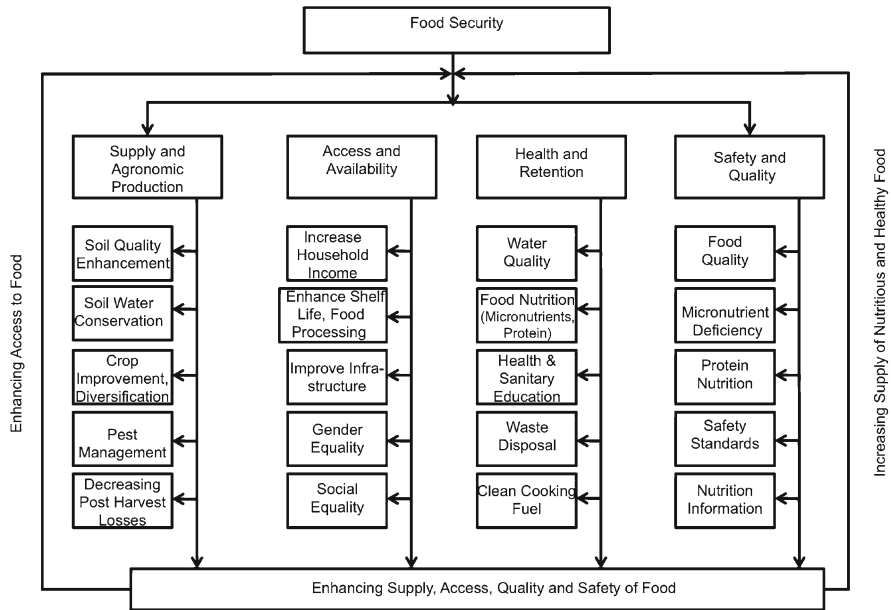 Food Security
Supply and
Agronomic
Production
Access and
Availability
Health and
Retention
Safety and
Quality
Soil Quality
Enhancement
Soil Water
Conservation
Crop
Improvement,
Diversification
Pest
Management
Decreasing
Post Harvest
Losses
Increase
Household
Income
Enhance Shelf
Life, Food
Processing
Improve Infra-
structure
Gender
Equality
Social
Equality
Water
Quality
Food Nutrition
(Micronutrients,
Protein)
Health &
Sanitary
Education
Waste
Disposal
Clean Cooking
Fuel
Food
Quality
Micronutrient
Deficiency
Protein
Nutrition
Safety
Standards
Nutrition
Information
Enhancing Supply, Access, Quality and Safety of Food
Enhancing Access to Food
Increasing Supply of Nutritious and Healthy Food